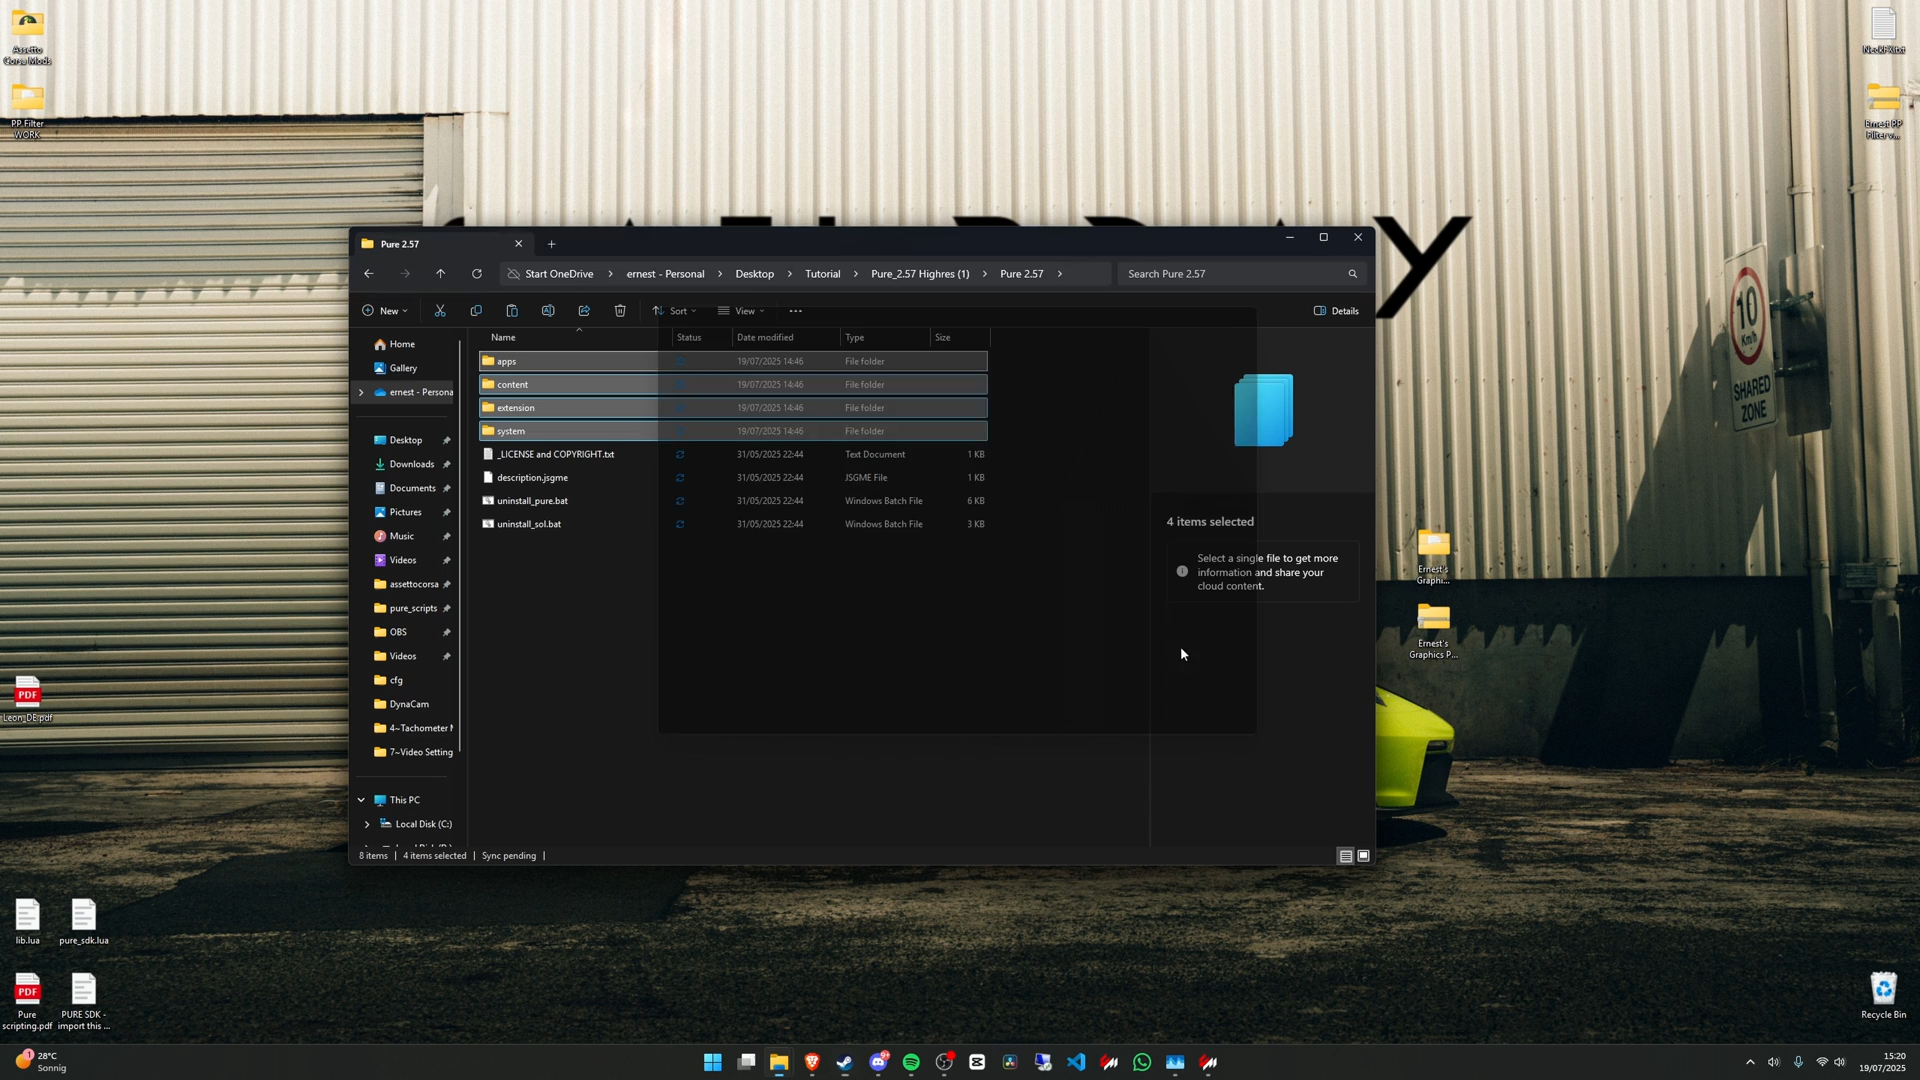 Assetto
Corsa Mods
PP Filter
WORK
Ernest PP
Filter v...
10
Km/h
SHARED
ZONE
Pure 2.57
Start OneDrive
ernest - Personal
Desktop
Tutorial
Pure_2.57 Highres (1)
Pure 2.57
Search Pure 2.57
New
Sort
View
Details
Name
Status
Date modified
Type
Size
Home
Gallery
ernest - Persona
Desktop
Downloads
Documents
Pictures
Music
Videos
assettocorsa
pure_scripts
OBS
Videos
cfg
DynaCam
4~Tachometer
7~Video Setting
This PC
Local Disk (C:)
apps 19/07/2025 14:46 File folder
content 19/07/2025 14:46 File folder
extension 19/07/2025 14:46 File folder
system 19/07/2025 14:46 File folder
_LICENSE and COPYRIGHT.txt 31/05/2025 22:44 Text Document 1 KB
description.jsgme 31/05/2025 22:44 JSGME File 1 KB
uninstall_pure.bat 31/05/2025 22:44 Windows Batch File 6 KB
uninstall_sol.bat 31/05/2025 22:44 Windows Batch File 3 KB
4 items selected
Select a single file to get more
information and share your
cloud content.
8 items
4 items selected
Sync pending
Ernest's
Graphi...
Ernest's
Graphics P...
PDF
Leon_DE.pdf
lib.lua
pure_sdk.lua
PDF
Pure
scripting.pdf
PURE SDK -
import this ...
Recycle Bin
1
28°C
Sonnig
9+
15:20
19/07/2025